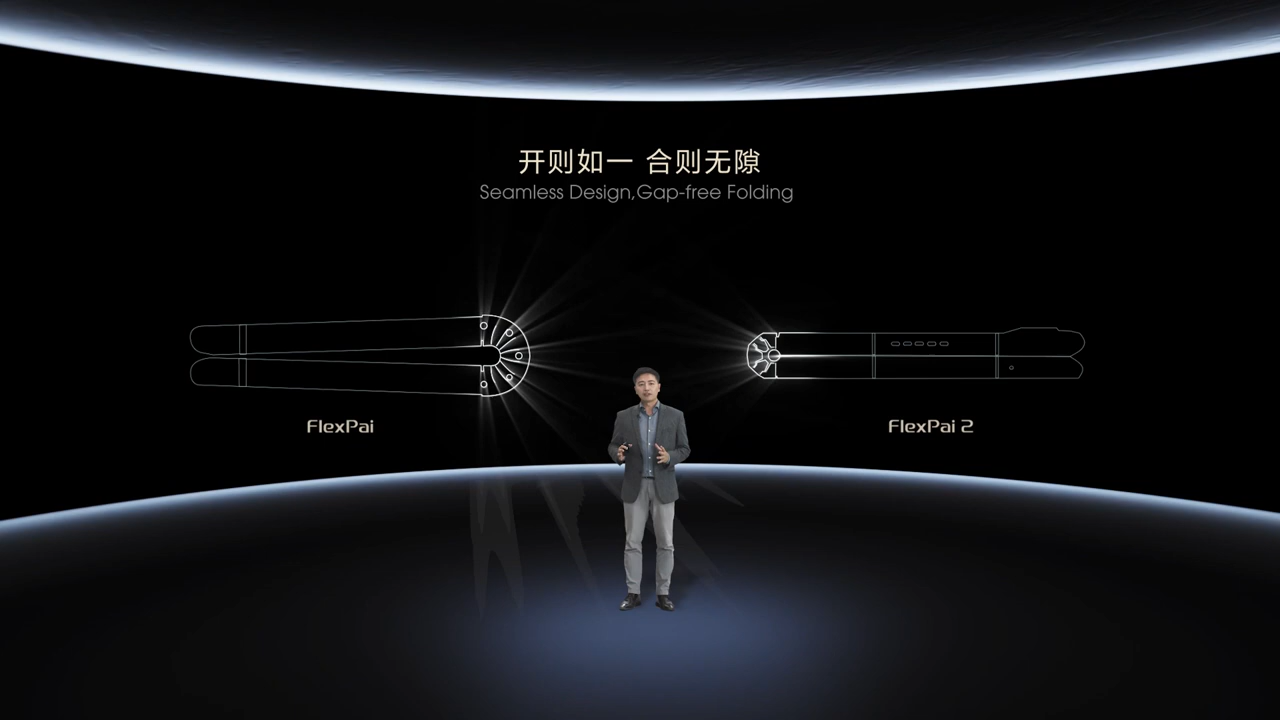 开则如一 合则无隙
Seamless Design,Gap-free Folding
FlexPai
FlexPai 2